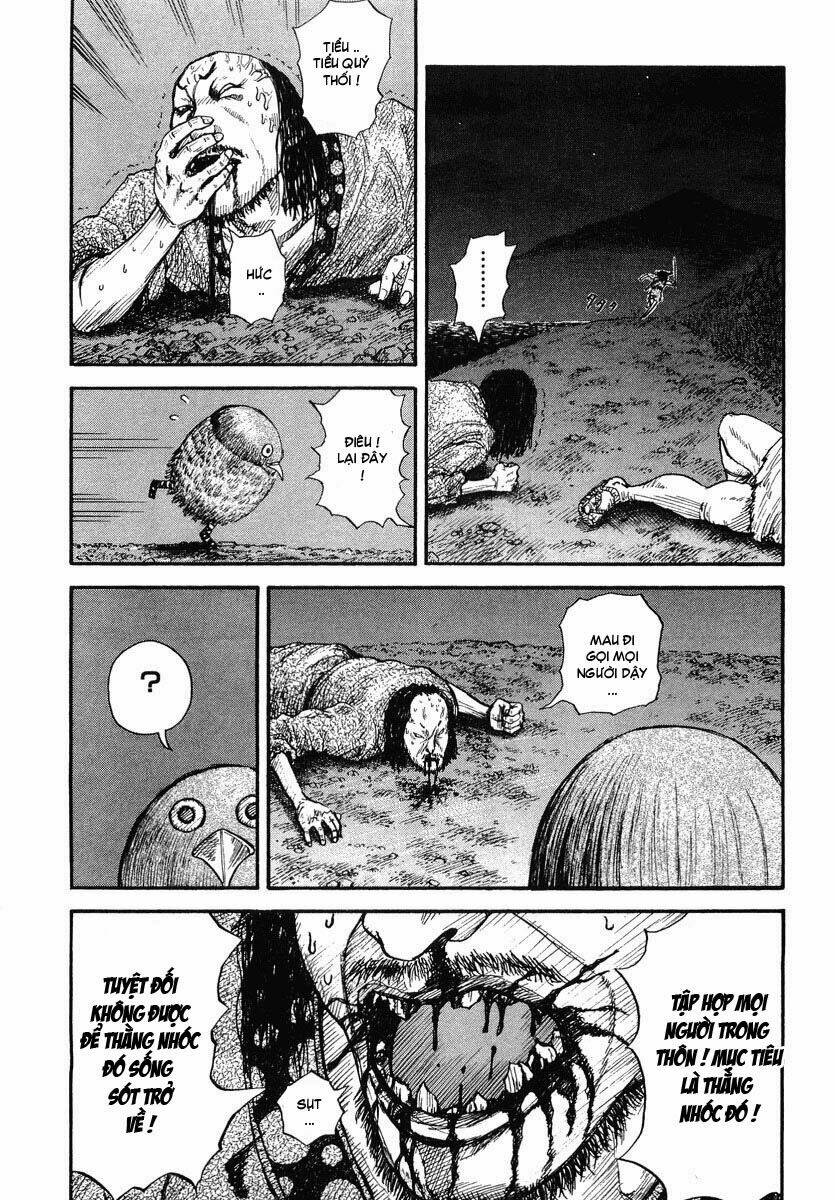 ..........
TIỂU ..
TIỂU QUỶ
THỐI !
HỨC
..
ĐIÊU !
LẠI DÂY
!
MAU ĐI
GỌI MỌI
NGƯỜI DẬY
...
?
TẬP HỢP MỌI
NGƯỜI TRONG
THÔN ! MỤC TIÊU
LÀ THẰNG
NHÓC ĐÓ !
TUYỆT ĐỐI
KHÔNG ĐƯỢC
ĐỂ THẰNG NHÓC
ĐÓ SỐNG
SÓT TRỞ
VỀ !
SỤT
...